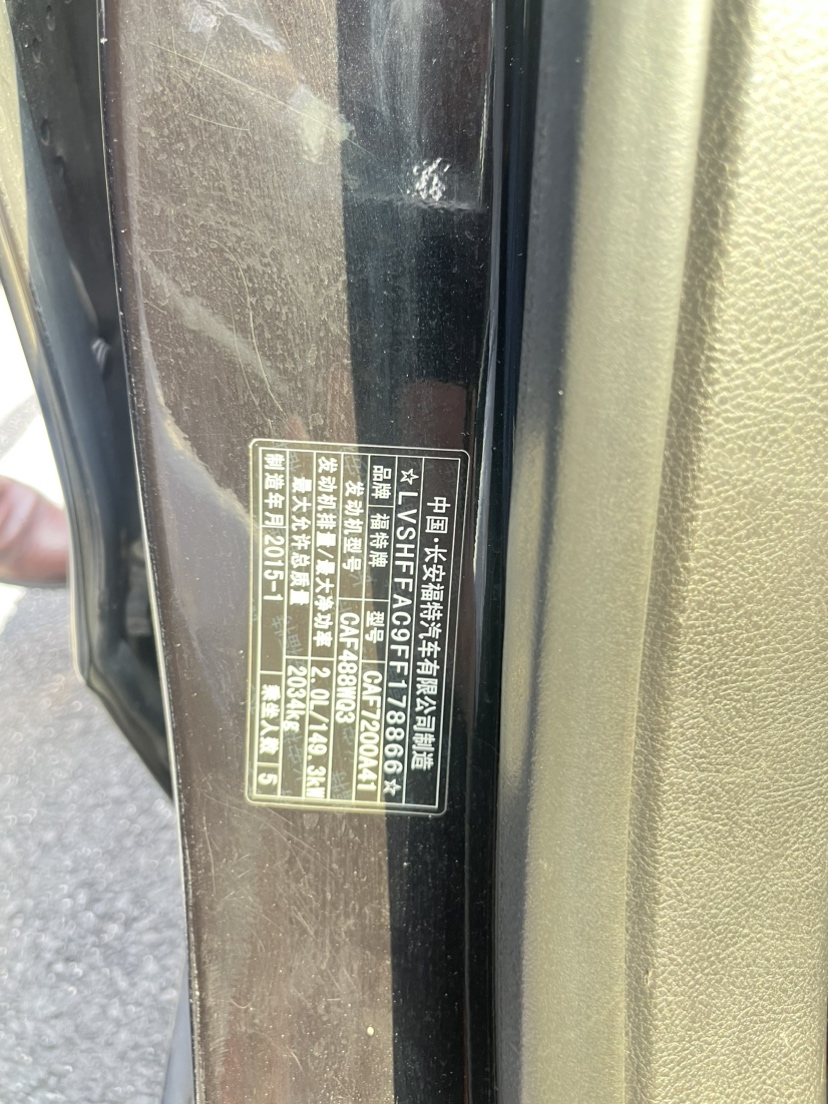 中国·长安福特汽车有限公司制造
☆LVSHFFAC9FF178866☆
品牌 福特牌 型号 CAF7200A41
发动机型号 CAF488WQ3
发动机排量/最大净功率 2.0L/149.3kW
最大允许总质量 2034kg
制造年月 2015-1 乘坐人数 5